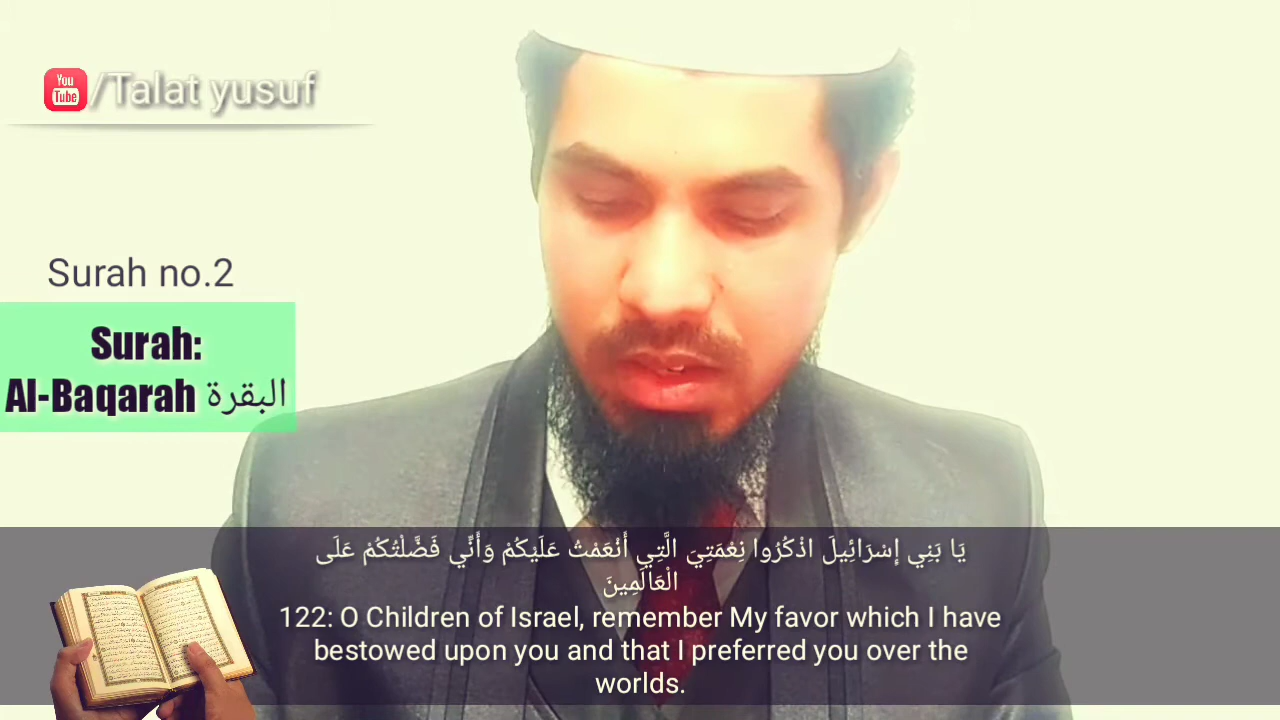 You
Tube
/Talat yusuf
Surah no.2
Surah:
Al-Baqarah البقرة
يَا بَنِي إِسْرَائِيلَ اذْكُرُوا نِعْمَتِيَ الَّتِي أَنْعَمْتُ عَلَيْكُمْ وَأَنِّي فَضَّلْتُكُمْ عَلَى
الْعَالَمِينَ
122: O Children of Israel, remember My favor which I have
bestowed upon you and that I preferred you over the
worlds.